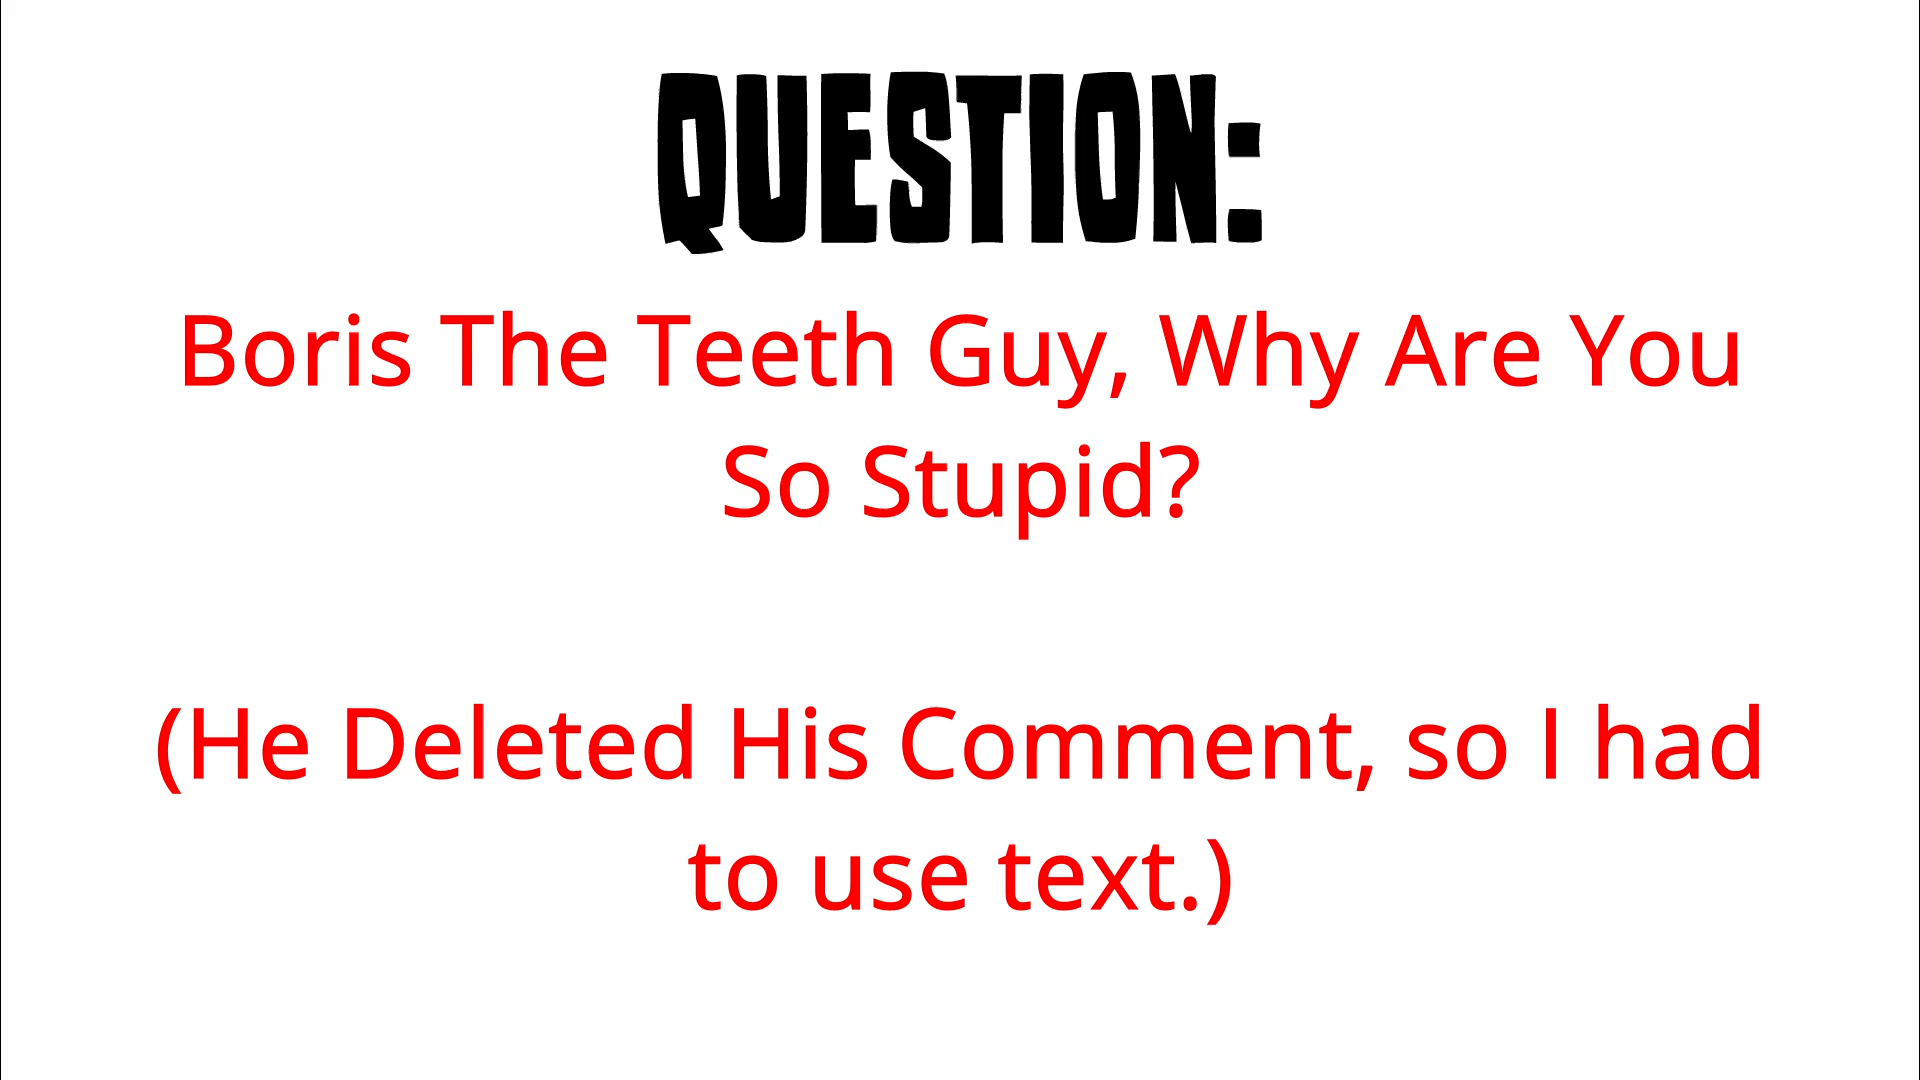 QUESTION:
Boris The Teeth Guy, Why Are You
So Stupid?
(He Deleted His Comment, so I had
to use text.)